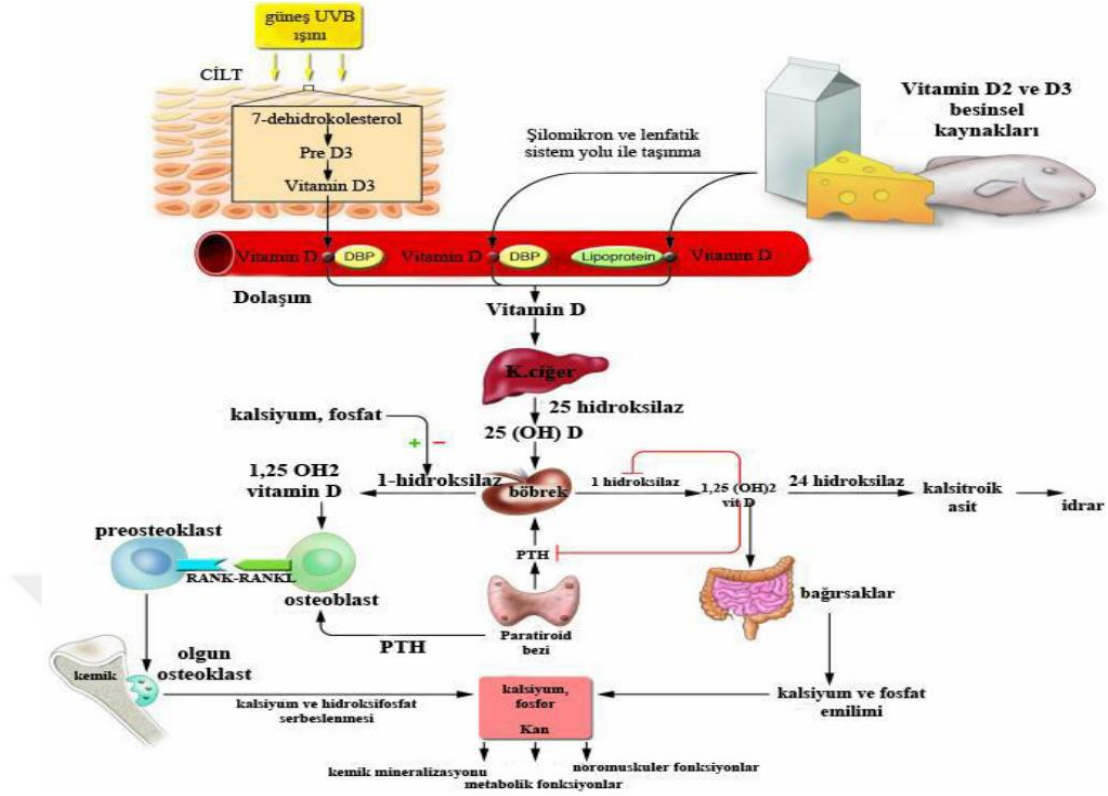 güneş UVB
ışını
CİLT
7-dehidrokolesterol
Pre D3
Vitamin D3
Şilomikron ve lenfatik
sistem yolu ile taşınma
Vitamin D2 ve D3
besinsel
kaynakları
Vitamin D
DBP
Vitamin D
DBP
Lipoprotein
Vitamin D
Dolaşım
Vitamin D
K.ciğer
25 hidroksilaz
25 (OH) D
kalsiyum, fosfat
+ −
1,25 OH2
vitamin D
1-hidroksilaz
böbrek
1 hidroksilaz
1,25 (OH)2
vit D
24 hidroksilaz
kalsitroik
asit
idrar
preosteoklast
RANK-RANKL
osteoblast
PTH
Paratiroid
bezi
PTH
bağırsaklar
kemik
olgun
osteoklast
kalsiyum ve hidroksifosfat
serbeslenmesi
kalsiyum,
fosfor
Kan
kalsiyum ve fosfat
emilimi
kemik mineralizasyonu
metabolik fonksiyonlar
noromuskuler fonksiyonlar